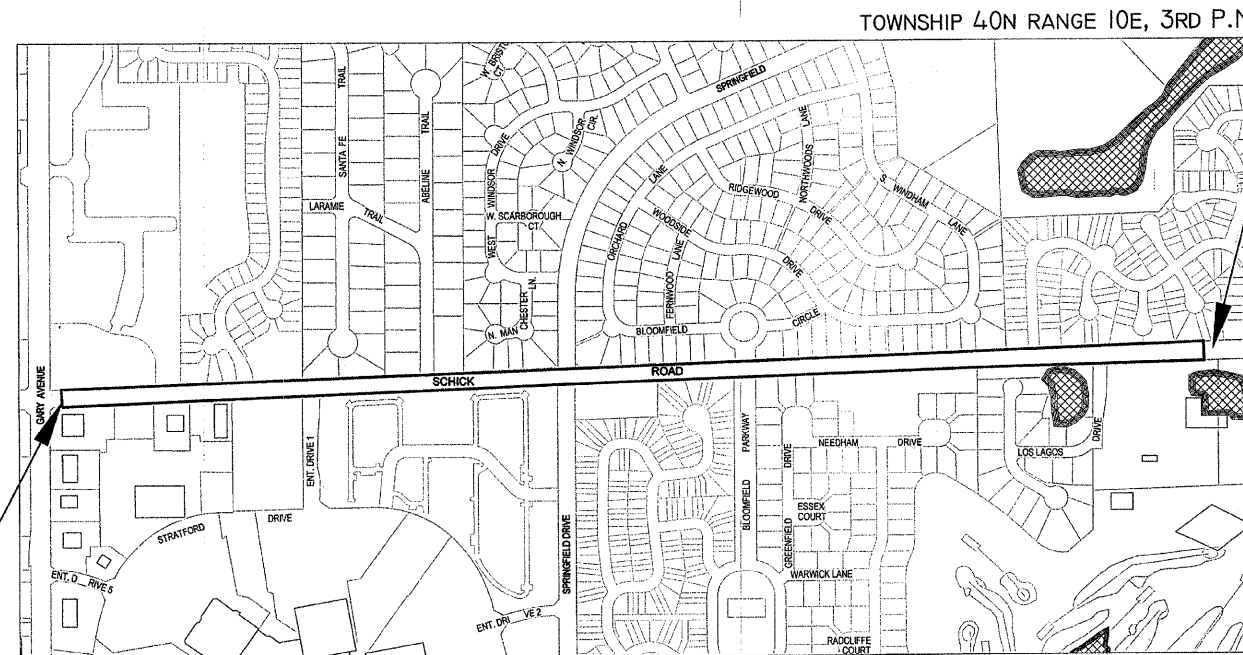 TOWNSHIP 40N RANGE 10E, 3RD P.
W. BRISTOL
CT.
SPRINGFIELD
TRAIL
SANTA FE
TRAIL
ABELINE
DRIVE
WINDSOR
WEST
N. WINDSOR
CIR.
LANE
ORCHARD
LANE
NORTHWOODS
RIDGEWOOD
DRIVE
S. WINDHAM
LANE
LARAMIE
TRAIL
W. SCARBOROUGH
CT.
WOODSIDE
DRIVE
LANE
FERNWOOD
LN.
CHESTER
N. MAN
BLOOMFIELD
CIRCLE
GARY AVENUE
SCHICK
ROAD
ENT. DRIVE 1
PARKWAY
BLOOMFIELD
DRIVE
GREENFIELD
NEEDHAM
DRIVE
DRIVE
LOS LAGOS
ESSEX
COURT
STRATFORD
DRIVE
SPRINGFIELD DRIVE
WARWICK LANE
ENT. D RIVE 5
ENT. DRI VE 2
RADCLIFFE
COURT